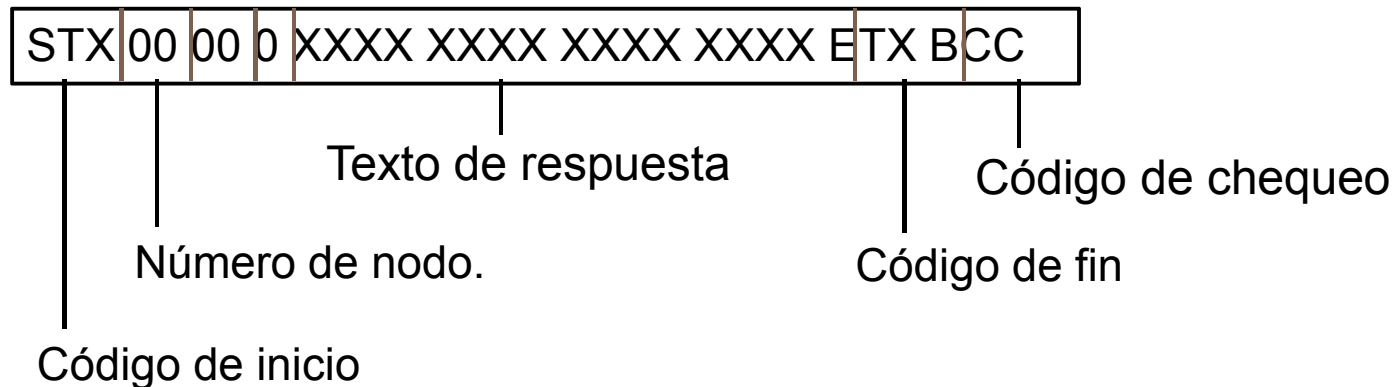 STX 00 00 0 XXXX XXXX XXXX XXXX ETX BCC
Texto de respuesta
Código de chequeo
Número de nodo.
Código de fin
Código de inicio